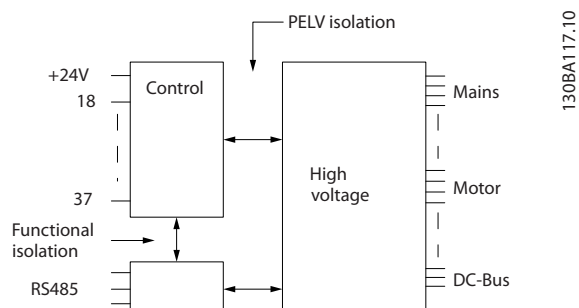 PELV isolation
+24V
Control
18
Mains
High
voltage
37
Motor
Functional
isolation
RS485
DC-Bus
130BA117.10